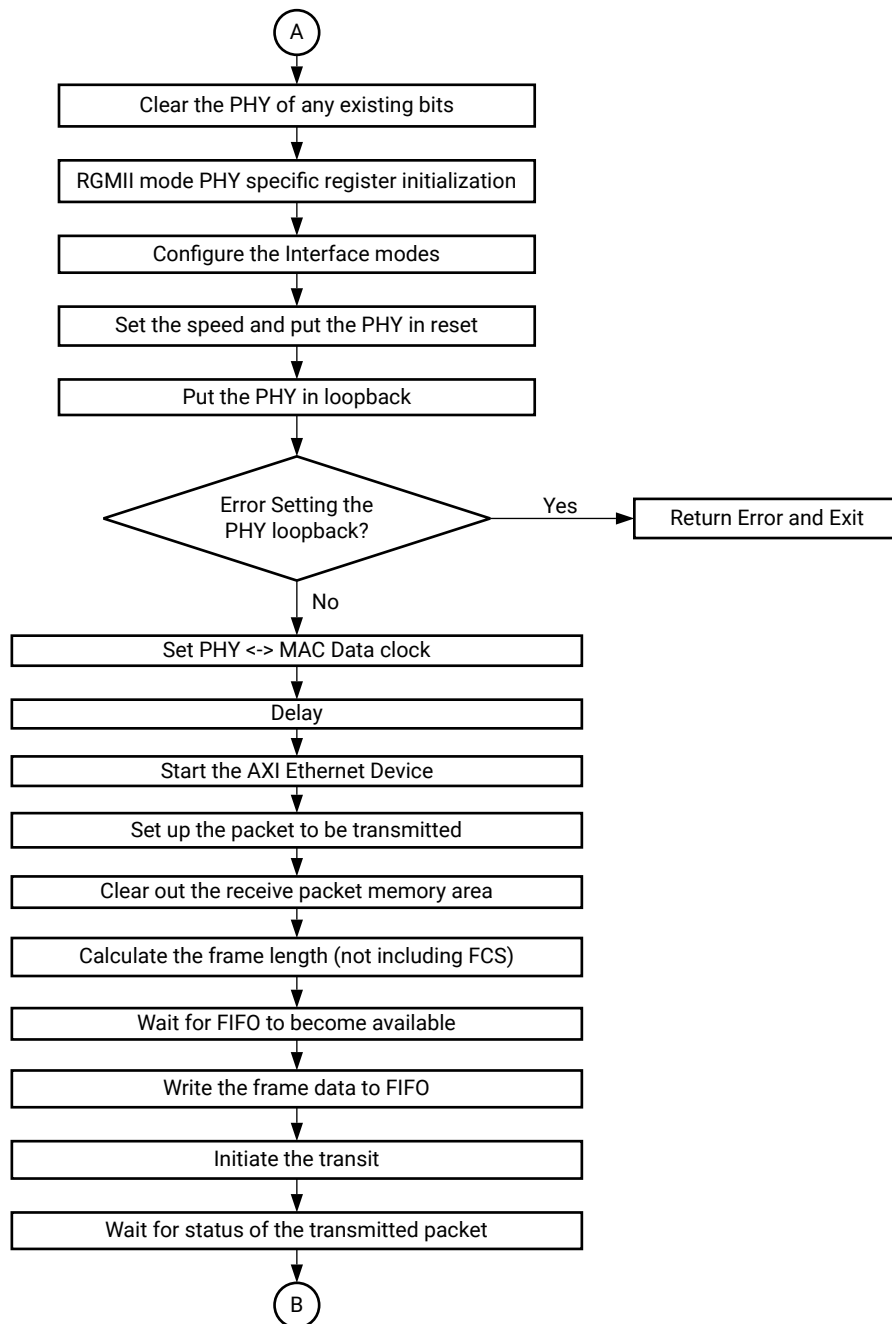 A
Clear the PHY of any existing bits
RGMII mode PHY specific register initialization
Configure the Interface modes
Set the speed and put the PHY in reset
Put the PHY in loopback
Error Setting the
PHY loopback?
Yes
Return Error and Exit
No
Set PHY <-> MAC Data clock
Delay
Start the AXI Ethernet Device
Set up the packet to be transmitted
Clear out the receive packet memory area
Calculate the frame length (not including FCS)
Wait for FIFO to become available
Write the frame data to FIFO
Initiate the transit
Wait for status of the transmitted packet
B